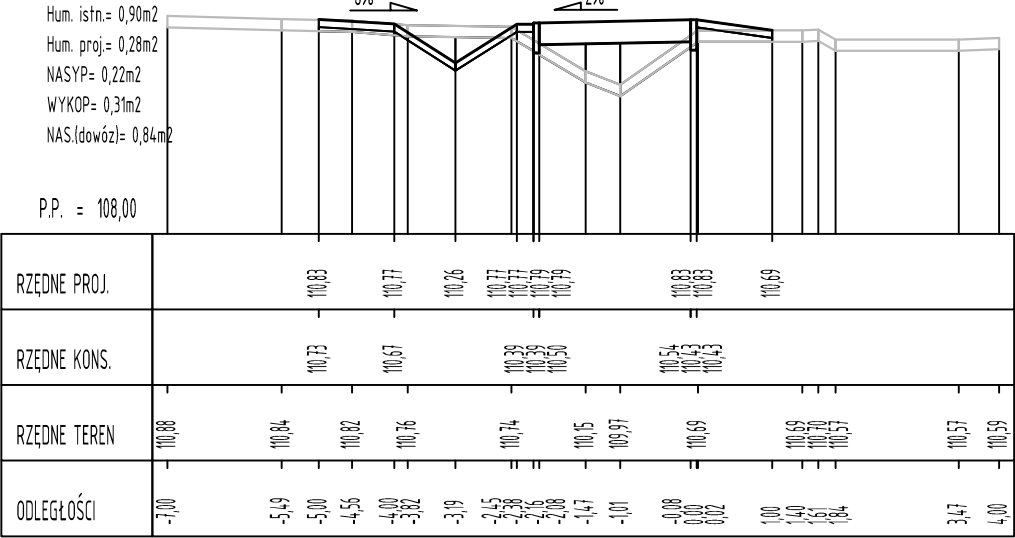 8% 2%
Hum. istn.= 0,90m2
Hum. proj.= 0,28m2
NASYP= 0,22m2
WYKOP= 0,31m2
NAS.(dowóz)= 0,84m2
P.P. = 108,00
RZĘDNE PROJ. 110,83 110,77 110,26 110,77 110,77 110,79 110,79 110,83 110,83 110,69
RZĘDNE KONS. 110,73 110,67 110,39 110,39 110,50 110,54 110,43 110,43
RZĘDNE TEREN 110,88 110,84 110,82 110,76 110,74 110,15 109,97 110,69 110,69 110,70 110,57 110,57 110,59
ODLEGŁOŚCI -7,00 -5,49 -5,00 -4,56 -4,00 -3,82 -3,19 -2,45 -2,38 -2,16 -2,08 -1,47 -1,01 -0,08 0,00 0,02 1,00 1,40 1,61 1,84 3,47 4,00